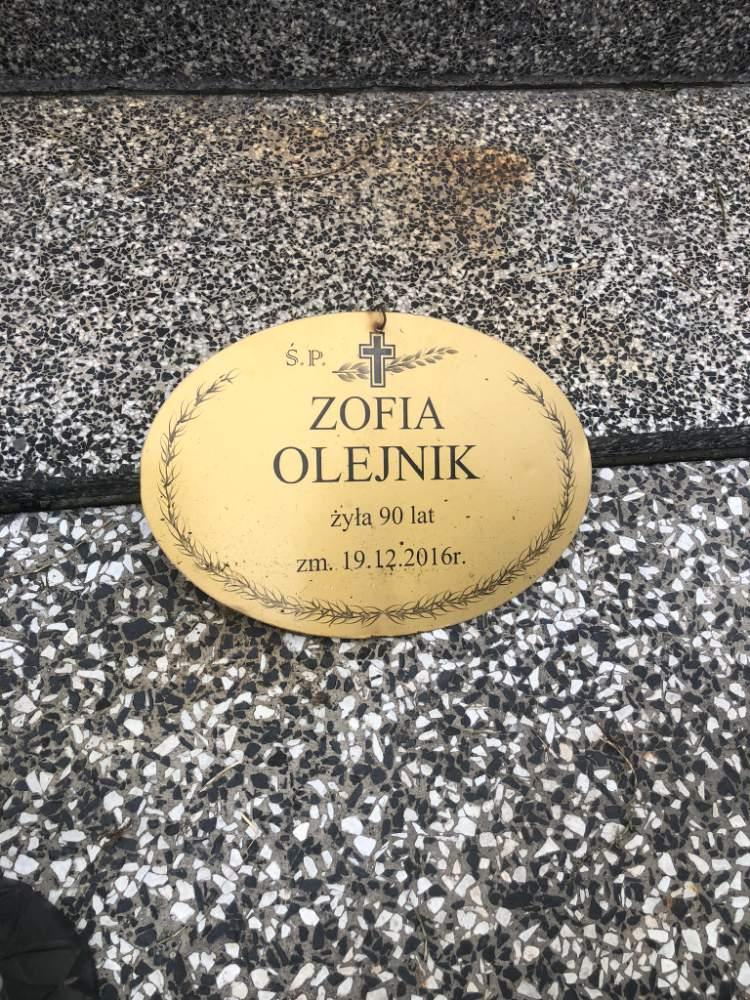 Ś.P.
ZOFIA
OLEJNIK
żyła 90 lat
zm. 19.12.2016r.